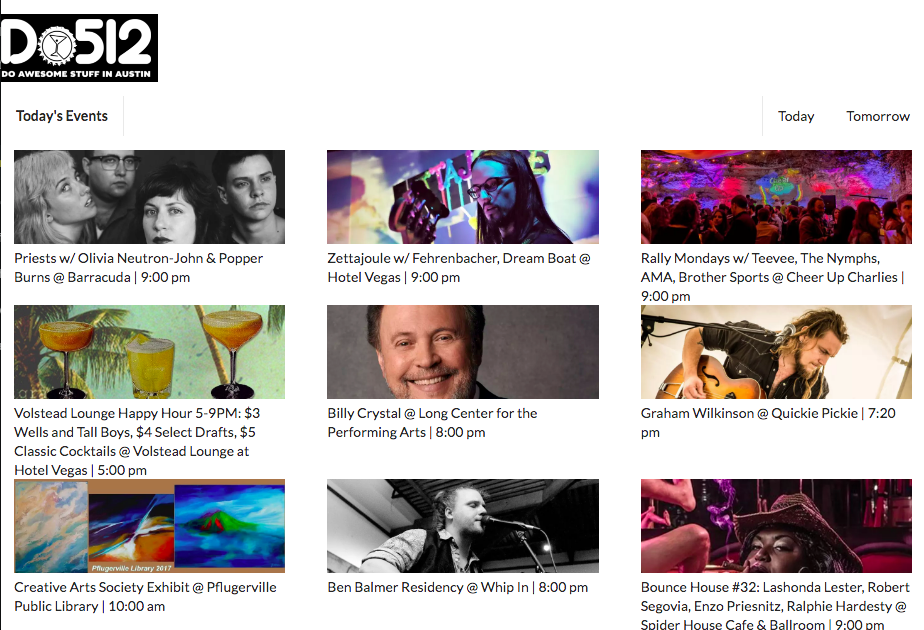 DO512
DO AWESOME STUFF IN AUSTIN
Today's Events
Today
Tomorrow
Priests w/ Olivia Neutron-John & Popper
Burns @ Barracuda | 9:00 pm
Zettajoule w/ Fehrenbacher, Dream Boat @
Hotel Vegas | 9:00 pm
Rally Mondays w/ Teevee, The Nymphs,
AMA, Brother Sports @ Cheer Up Charlies |
9:00 pm
Volstead Lounge Happy Hour 5-9PM: $3
Wells and Tall Boys, $4 Select Drafts, $5
Classic Cocktails @ Volstead Lounge at
Hotel Vegas | 5:00 pm
Billy Crystal @ Long Center for the
Performing Arts | 8:00 pm
Graham Wilkinson @ Quickie Pickie | 7:20
pm
Pflugerville Library 2017
Creative Arts Society Exhibit @ Pflugerville
Public Library | 10:00 am
Ben Balmer Residency @ Whip In | 8:00 pm
Bounce House #32: Lashonda Lester, Robert
Segovia, Enzo Priesnitz, Ralphie Hardesty @
Spider House Cafe & Ballroom | 9:00 pm